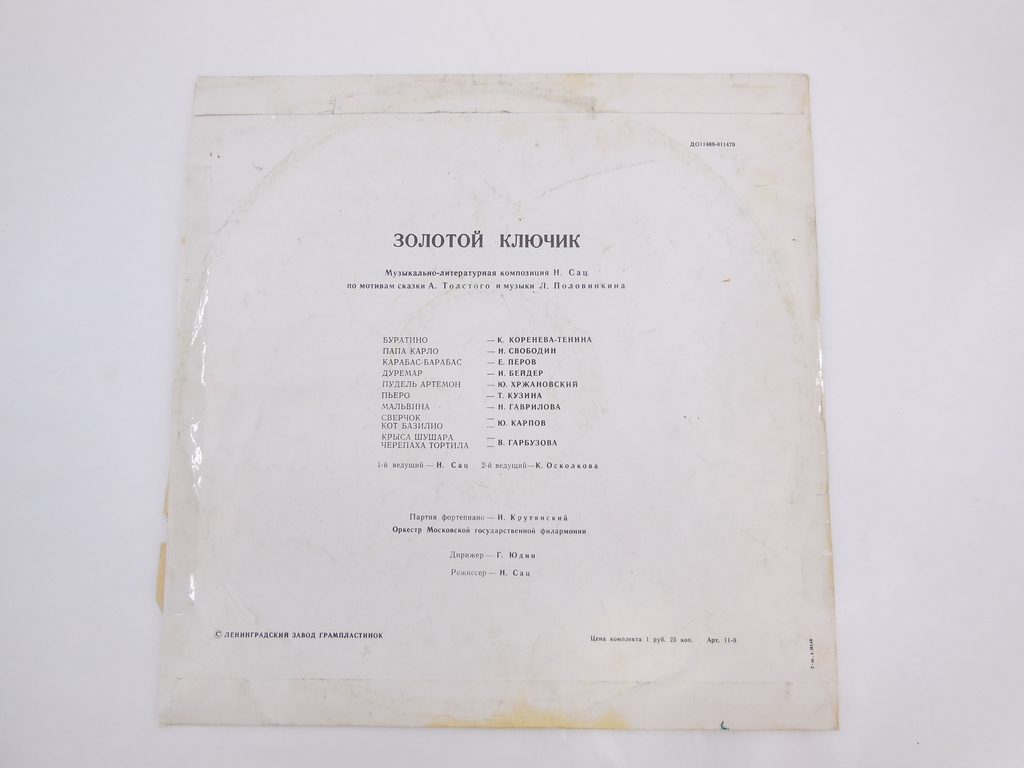 ДО11469-011470
ЗОЛОТОЙ КЛЮЧИК
Музыкально-литературная композиция Н. Сац
по мотивам сказки А. Толстого и музыки Л. Половинкина
БУРАТИНО — К. КОРЕНЕВА-ТЕНИНА
ПАПА КАРЛО — Н. СВОБОДИН
КАРАБАС-БАРАБАС — Е. ПЕРОВ
ДУРЕМАР — И. БЕЙДЕР
ПУДЕЛЬ АРТЕМОН — Ю. ХРЖАНОВСКИЙ
ПЬЕРО — Т. КУЗИНА
МАЛЬВИНА — Н. ГАВРИЛОВА
СВЕРЧОК —
КОТ БАЗИЛИО — Ю. КАРПОВ
КРЫСА ШУШАРА —
ЧЕРЕПАХА ТОРТИЛА — В. ГАРБУЗОВА
1-й ведущий — Н. Сац 2-й ведущий — К. Осколкова
Партия фортепиано — И. Крутянский
Оркестр Московской государственной филармонии
Дирижер — Г. Юдин
Режиссер — Н. Сац
© ЛЕНИНГРАДСКИЙ ЗАВОД ГРАМПЛАСТИНОК
Цена комплекта 1 руб. 25 коп. Арт. 11-8